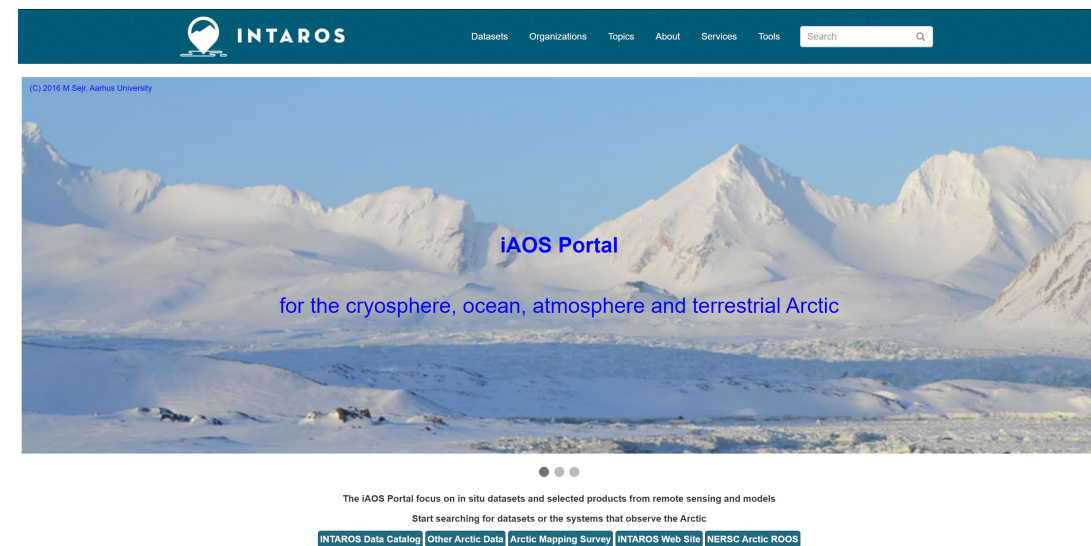 INTAROS
Datasets Organizations Topics About Services Tools Search
(C) 2016 M.Sejr, Aarhus University
iAOS Portal
for the cryosphere, ocean, atmosphere and terrestrial Arctic
The iAOS Portal focus on in situ datasets and selected products from remote sensing and models
Start searching for datasets or the systems that observe the Arctic
INTAROS Data Catalog Other Arctic Data Arctic Mapping Survey INTAROS Web Site NERSC Arctic ROOS